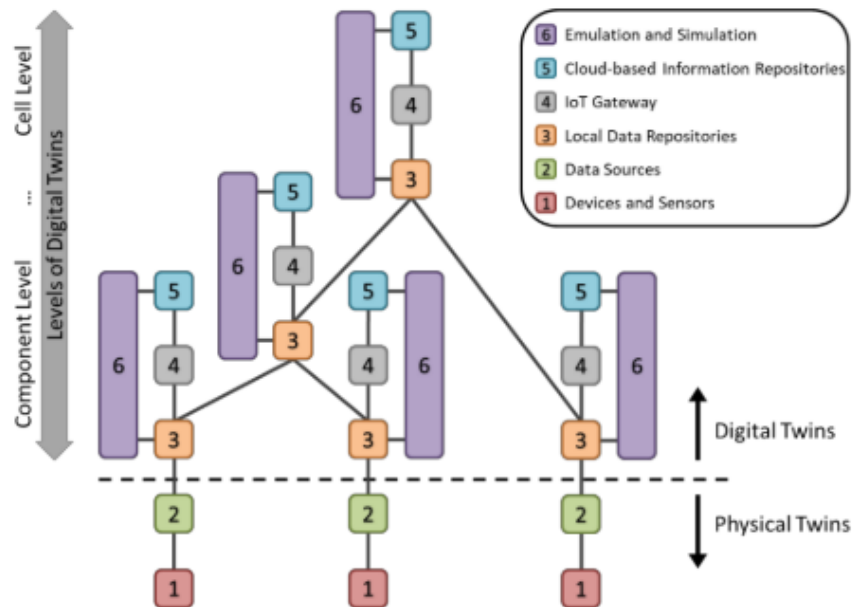 5
6
4
3
5
6
4
3
5
6
4
3
5
6
4
3
5
6
4
3
2
2
2
1
1
1
Cell Level
...
Component Level
Levels of Digital Twins
6 Emulation and Simulation
5 Cloud-based Information Repositories
4 IoT Gateway
3 Local Data Repositories
2 Data Sources
1 Devices and Sensors
Digital Twins
Physical Twins